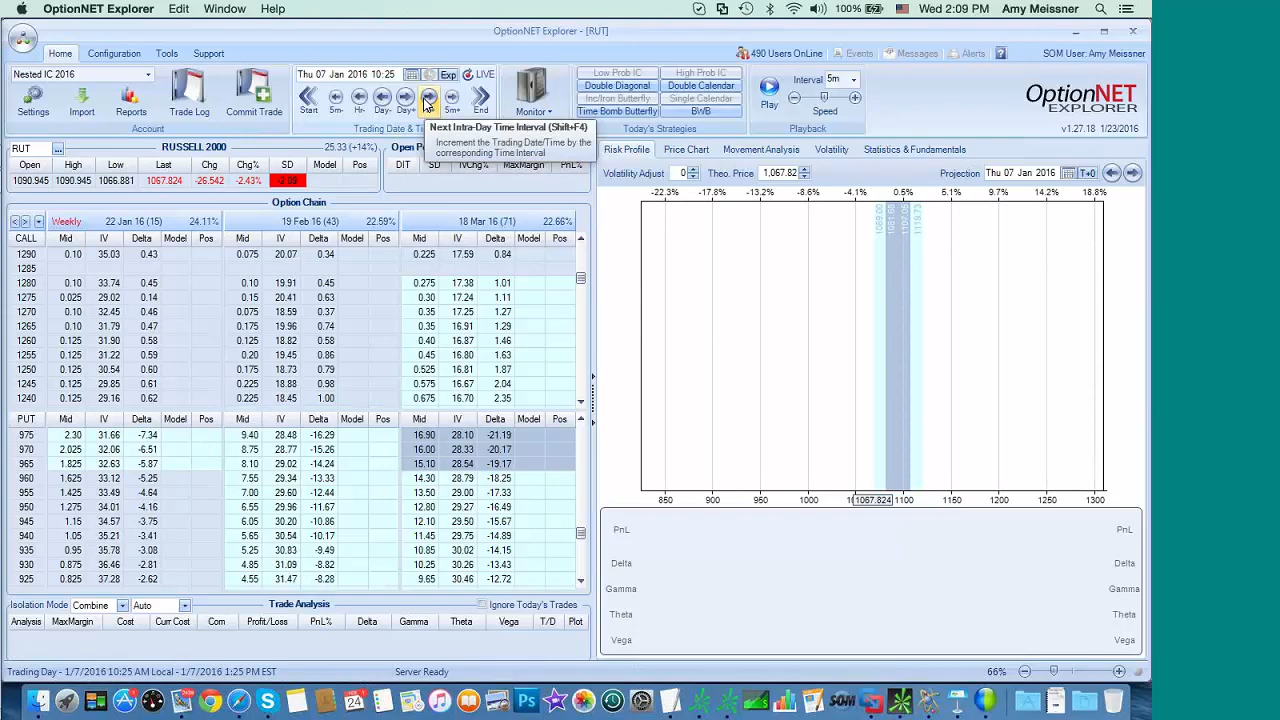 OptionNET Explorer Edit Window Help 100% Wed 2:09 PM Amy Meissner
OptionNET Explorer - [RUT]
Home Configuration Tools Support 490 Users OnLine Events Messages Alerts SOM User: Amy Meissner
Nested IC 2016 Thu 07 Jan 2016 10:25 Exp LIVE Low Prob IC High Prob IC Interval 5m
Double Diagonal Double Calendar
Inc/Iron Butterfly Single Calendar
Time Bomb Butterfly BWB
OptionNET
EXPLORER
Settings Import Reports Trade Log Commit Trades Start 5m- H- Day- Day+ 5m+ End Monitor Play Speed
v1.27.18 1/23/2016
Account Trading Date & Ti Today's Strategies Playback
Next Intra-Day Time Interval (Shift+F4)
Increment the Trading Date/Time by the
corresponding Time Interval
RUT ... RUSSELL 2000 25.33 (+14%) Open Po
Open High Low Last Chg Chg% SD Model Pos DIT SD IVChg% MaxMargin PnL%
1090.945 1090.945 1066.881 1067.824 -26.542 -2.43% -2.09
Risk Profile Price Chart Movement Analysis Volatility Statistics & Fundamentals
Volatility Adjust 0 Theo. Price 1,067.82 Projection Thu 07 Jan 2016 T+0
Option Chain
Weekly 22 Jan 16 (15) 24.11% 19 Feb 16 (43) 22.59% 18 Mar 16 (71) 22.66%
CALL Mid IV Delta Model Pos Mid IV Delta Model Pos Mid IV Delta Model Pos
1290 0.10 35.03 0.43 0.075 20.07 0.34 0.225 17.59 0.84
1285
1280 0.10 33.74 0.45 0.10 19.91 0.45 0.275 17.38 1.01
1275 0.025 29.02 0.14 0.15 20.41 0.63 0.30 17.24 1.11
1270 0.10 32.45 0.46 0.075 18.59 0.37 0.35 17.25 1.27
1265 0.10 31.79 0.47 0.175 19.96 0.74 0.35 16.91 1.29
1260 0.125 31.90 0.58 0.125 18.82 0.58 0.40 16.87 1.46
1255 0.125 31.22 0.59 0.20 19.45 0.86 0.45 16.80 1.63
1250 0.125 30.54 0.60 0.175 18.73 0.79 0.525 16.81 1.87
1245 0.125 29.85 0.61 0.225 18.88 0.98 0.575 16.67 2.04
1240 0.125 29.16 0.62 0.225 18.45 1.00 0.675 16.70 2.35
PUT Mid IV Delta Model Pos Mid IV Delta Model Pos Mid IV Delta Model Pos
975 2.30 31.66 -7.34 9.40 28.48 -16.29 16.90 28.10 -21.19
970 2.025 32.06 -6.51 8.75 28.77 -15.26 16.00 28.33 -20.17
965 1.825 32.63 -5.87 8.10 29.02 -14.24 15.10 28.54 -19.17
960 1.625 33.12 -5.25 7.55 29.34 -13.33 14.30 28.79 -18.25
955 1.425 33.49 -4.64 7.00 29.60 -12.44 13.50 29.00 -17.33
950 1.275 34.01 -4.16 6.55 29.96 -11.67 12.80 29.27 -16.49
945 1.15 34.57 -3.75 6.05 30.20 -10.86 12.10 29.50 -15.67
940 1.05 35.21 -3.41 5.65 30.54 -10.17 11.45 29.75 -14.89
935 0.95 35.78 -3.08 5.25 30.83 -9.49 10.85 30.02 -14.15
930 0.875 36.46 -2.81 4.85 31.09 -8.82 10.25 30.26 -13.43
925 0.825 37.28 -2.62 4.55 31.47 -8.28 9.65 30.46 -12.72
-22.3% -17.8% -13.2% -8.6% -4.1% 0.5% 5.1% 9.7% 14.2% 18.8%
850 900 950 1000 1067.824 1100 1150 1200 1250 1300
PnL PnL
Delta Delta
Gamma Gamma
Theta Theta
Vega Vega
Isolation Mode Combine Auto Trade Analysis Ignore Today's Trades
Analysis MaxMargin Cost Curr Cost Com Profit/Loss PnL% Delta Gamma Theta Vega T/D Plot
Trading Day - 1/7/2016 10:25 AM Local - 1/7/2016 1:25 PM EST Server Ready 66%